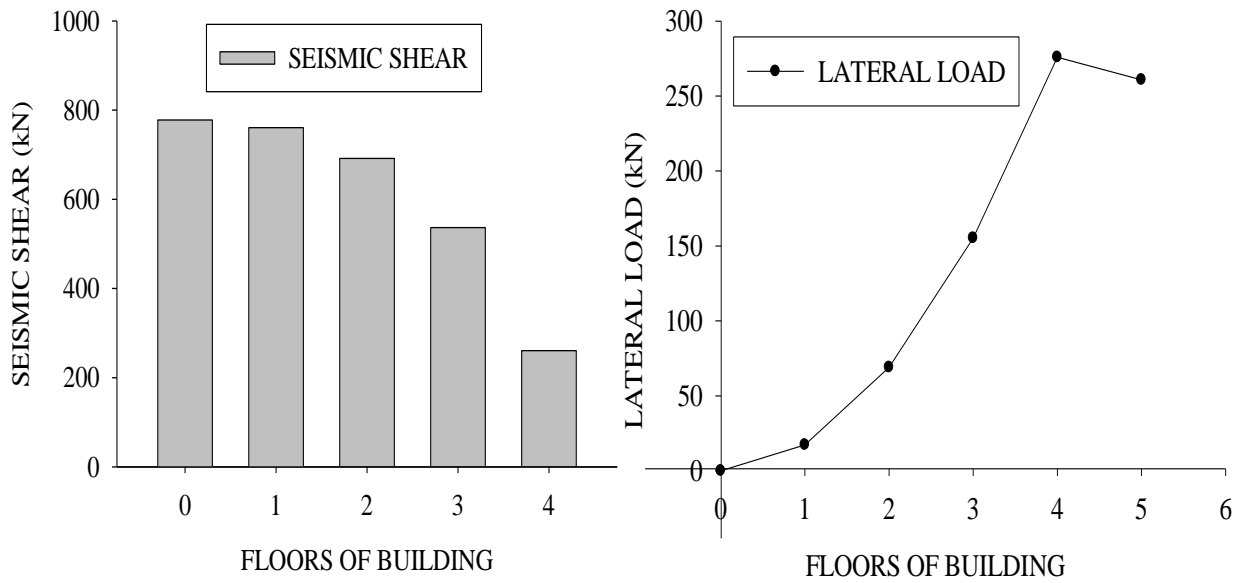 1000
800
600
400
200
0
SEISMIC SHEAR (kN)
SEISMIC SHEAR
0 1 2 3 4
FLOORS OF BUILDING
300
250
200
150
100
50
0
LATERAL LOAD (kN)
LATERAL LOAD
0 1 2 3 4 5 6
FLOORS OF BUILDING